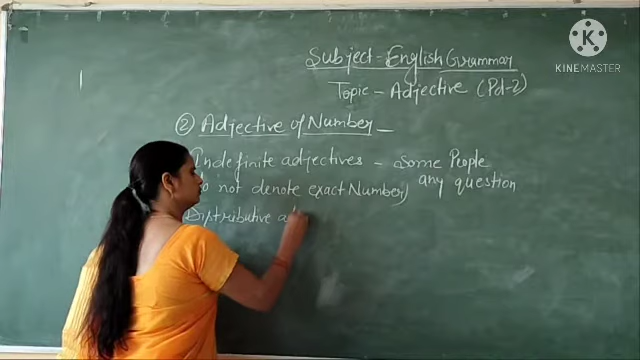 KINEMASTER
Subject - English Grammar
Topic - Adjective (Pd-2)
② Adjective of Number -
Indefinite adjectives - Some People
not denote exact Number) any question
Distributive ad